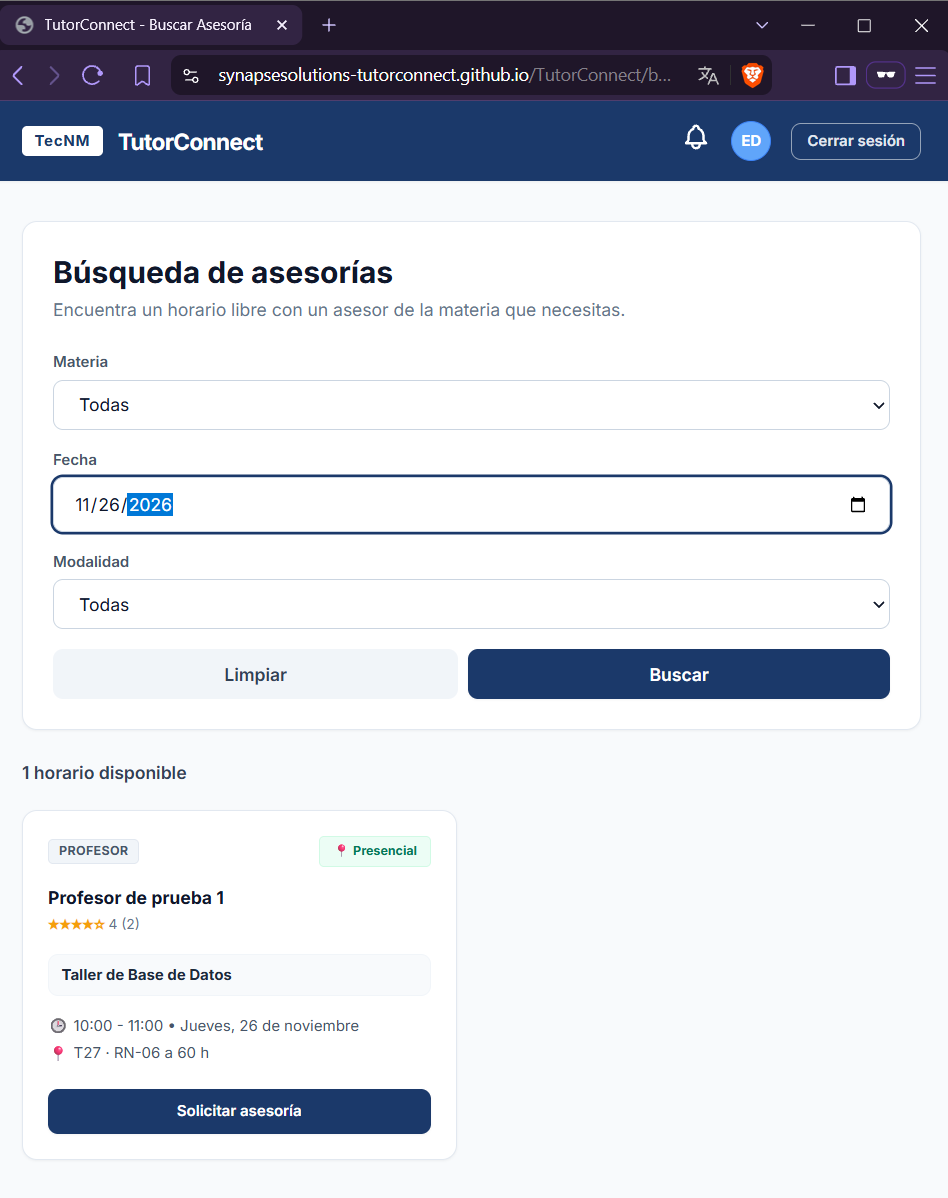 TutorConnect - Buscar Asesoría
synapsesolutions-tutorconnect.github.io/TutorConnect/b...
TecNM TutorConnect ED Cerrar sesión
Búsqueda de asesorías
Encuentra un horario libre con un asesor de la materia que necesitas.
Materia
Todas
Fecha
11/26/2026
Modalidad
Todas
Limpiar Buscar
1 horario disponible
PROFESOR 📍 Presencial
Profesor de prueba 1
★★★★☆ 4 (2)
Taller de Base de Datos
🕒 10:00 - 11:00 • Jueves, 26 de noviembre
📍 T27 · RN-06 a 60 h
Solicitar asesoría